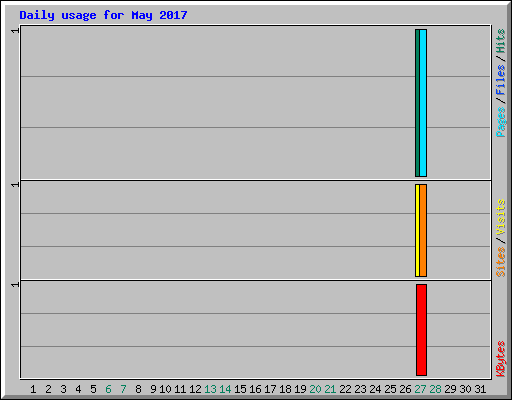 Daily usage for May 2017
1
Pages / Files / Hits
1
Sites / Visits
1
KBytes
1 2 3 4 5 6 7 8 9 10 11 12 13 14 15 16 17 18 19 20 21 22 23 24 25 26 27 28 29 30 31